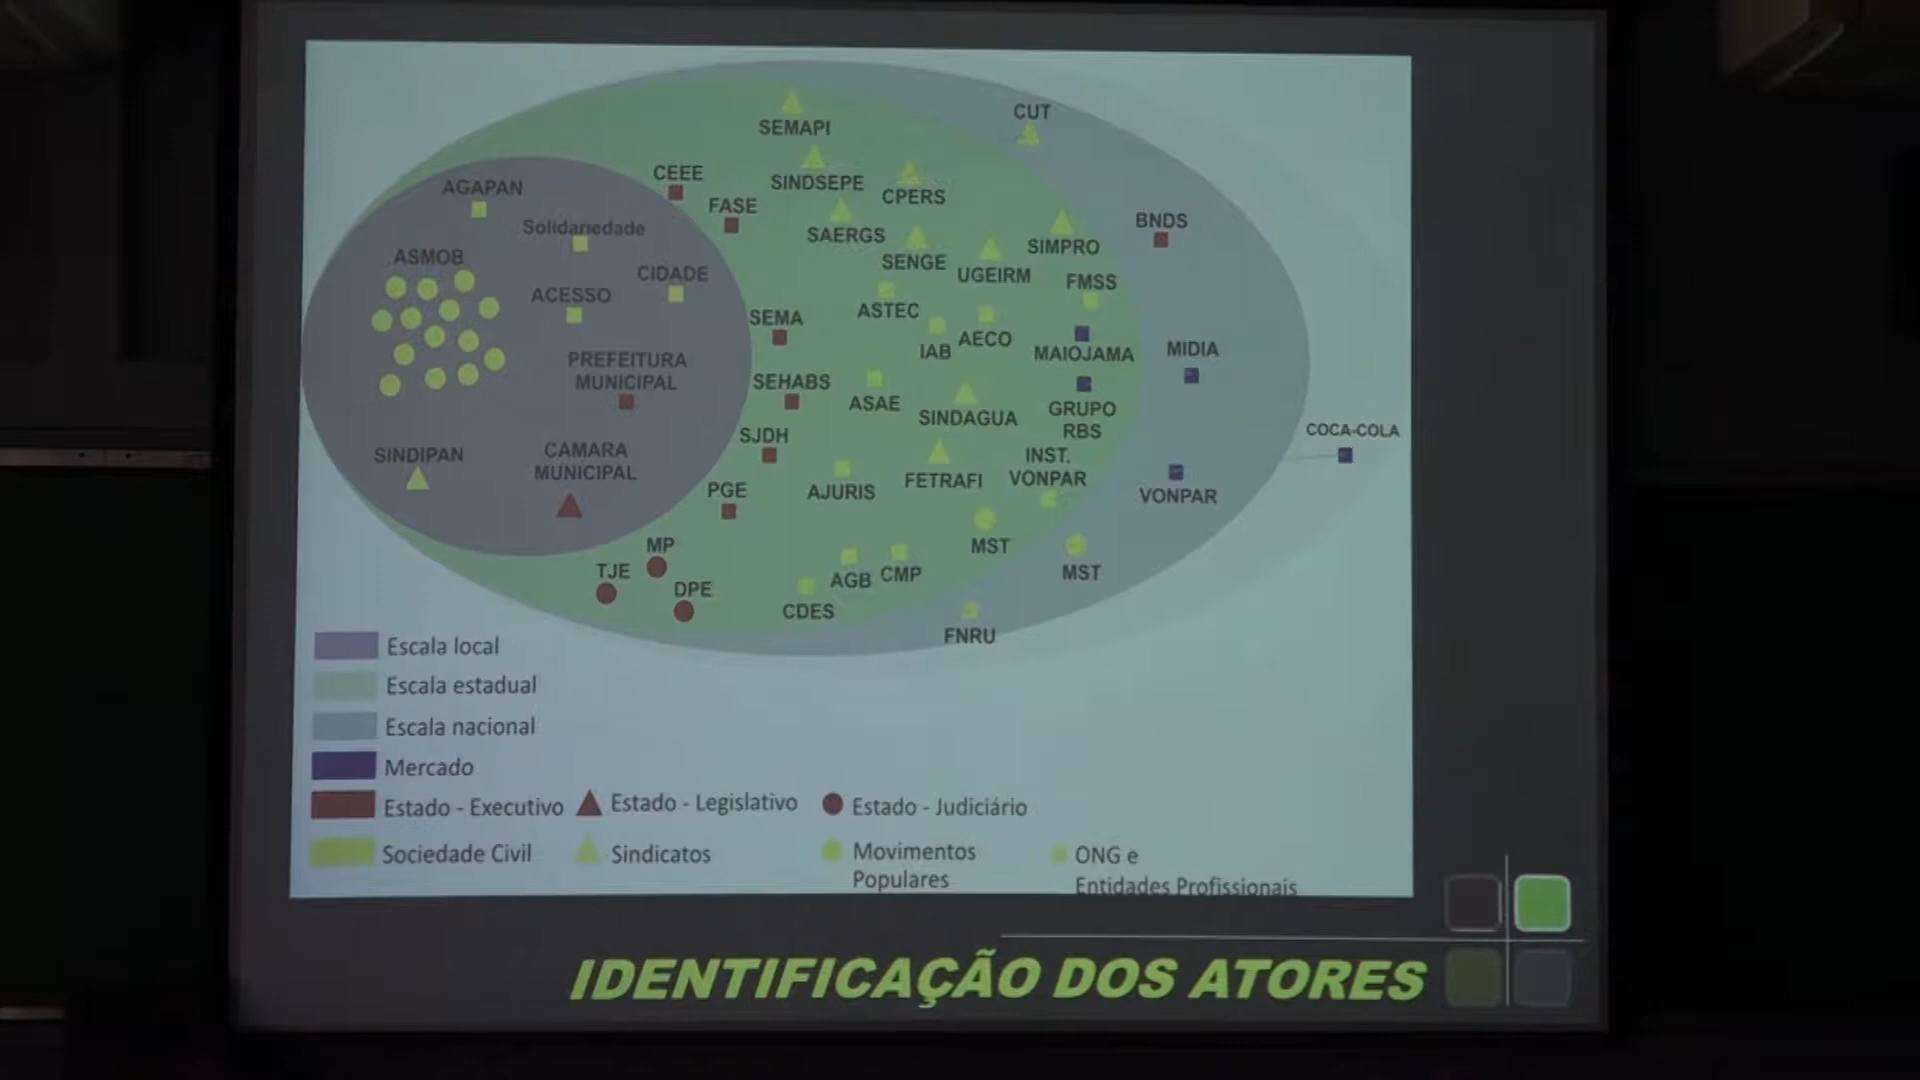 SEMAPI
CUT
CEEE
SINDSEPE
CPERS
AGAPAN
FASE
Solidariedade
SAERGS
SENGE
SIMPRO
BNDS
ASMOB
CIDADE
UGEIRM
FMSS
ACESSO
SEMA
ASTEC
IAB
AECO
MAIOJAMA
MIDIA
PREFEITURA
MUNICIPAL
SEHABS
ASAE
SINDAGUA
GRUPO
RBS
COCA-COLA
SINDIPAN
CAMARA
MUNICIPAL
SJDH
PGE
AJURIS
FETRAFI
INST.
VONPAR
VONPAR
MP
TJE
DPE
MST
MST
AGB
CMP
CDES
FNRU
Escala local
Escala estadual
Escala nacional
Mercado
Estado - Executivo
Estado - Legislativo
Estado - Judiciário
Sociedade Civil
Sindicatos
Movimentos
Populares
ONG e
Entidades Profissionais
IDENTIFICAÇÃO DOS ATORES